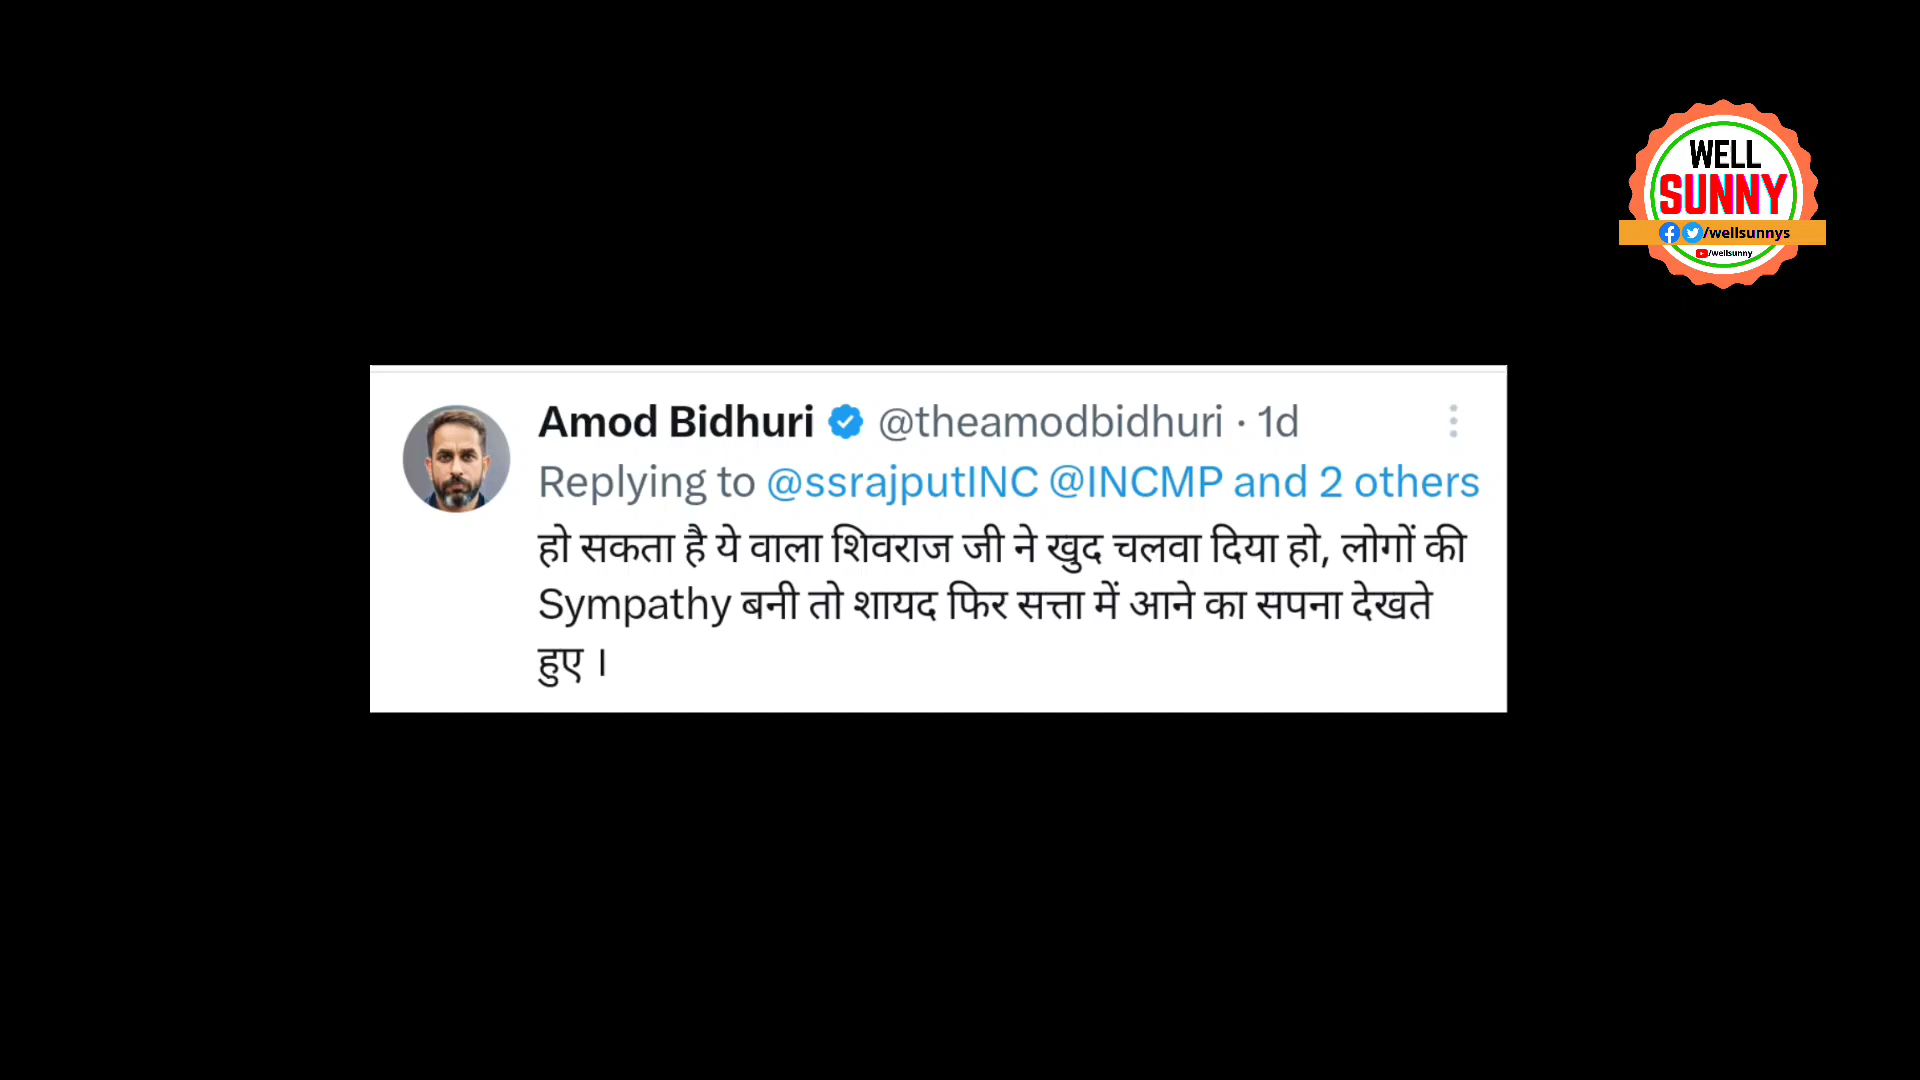 WELL
SUNNY
/wellsunnys
/wellsunny
Amod Bidhuri @theamodbidhuri · 1d
Replying to @ssrajputINC @INCMP and 2 others
हो सकता है ये वाला शिवराज जी ने खुद चलवा दिया हो, लोगों की
Sympathy बनी तो शायद फिर सत्ता में आने का सपना देखते
हुए ।